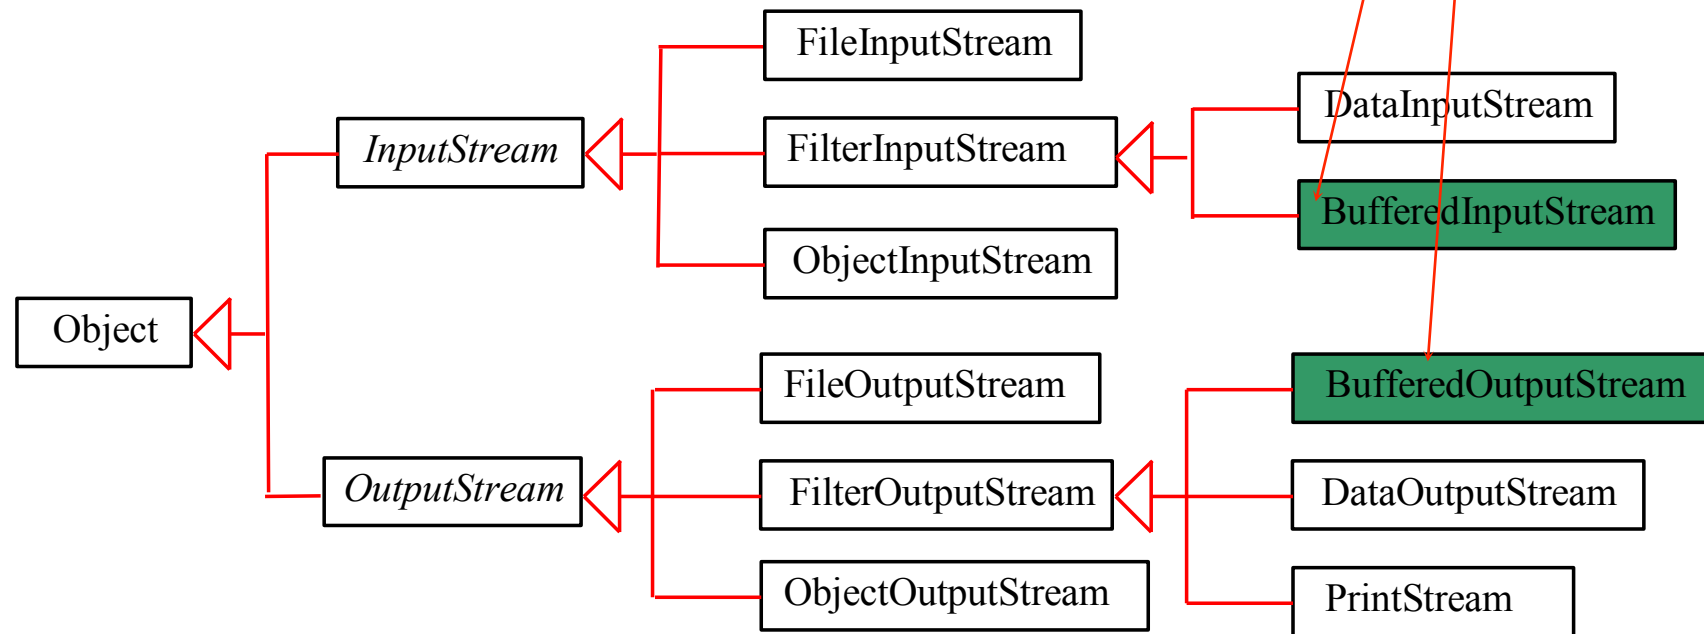 FileInputStream
DataInputStream
InputStream
FilterInputStream
BufferedInputStream
ObjectInputStream
Object
FileOutputStream
BufferedOutputStream
OutputStream
FilterOutputStream
DataOutputStream
ObjectOutputStream
PrintStream